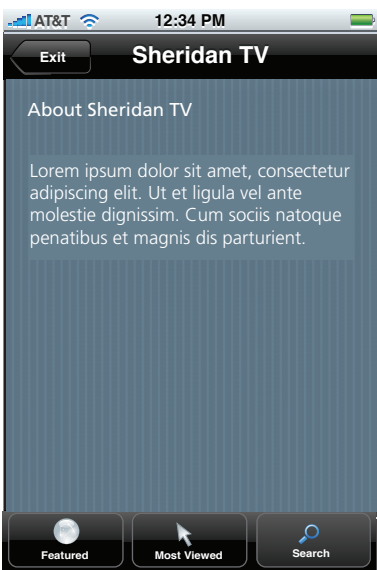 AT&T 12:34 PM
Exit Sheridan TV
About Sheridan TV
Lorem ipsum dolor sit amet, consectetur
adipiscing elit. Ut et ligula vel ante
molestie dignissim. Cum sociis natoque
penatibus et magnis dis parturient.
Featured Most Viewed Search